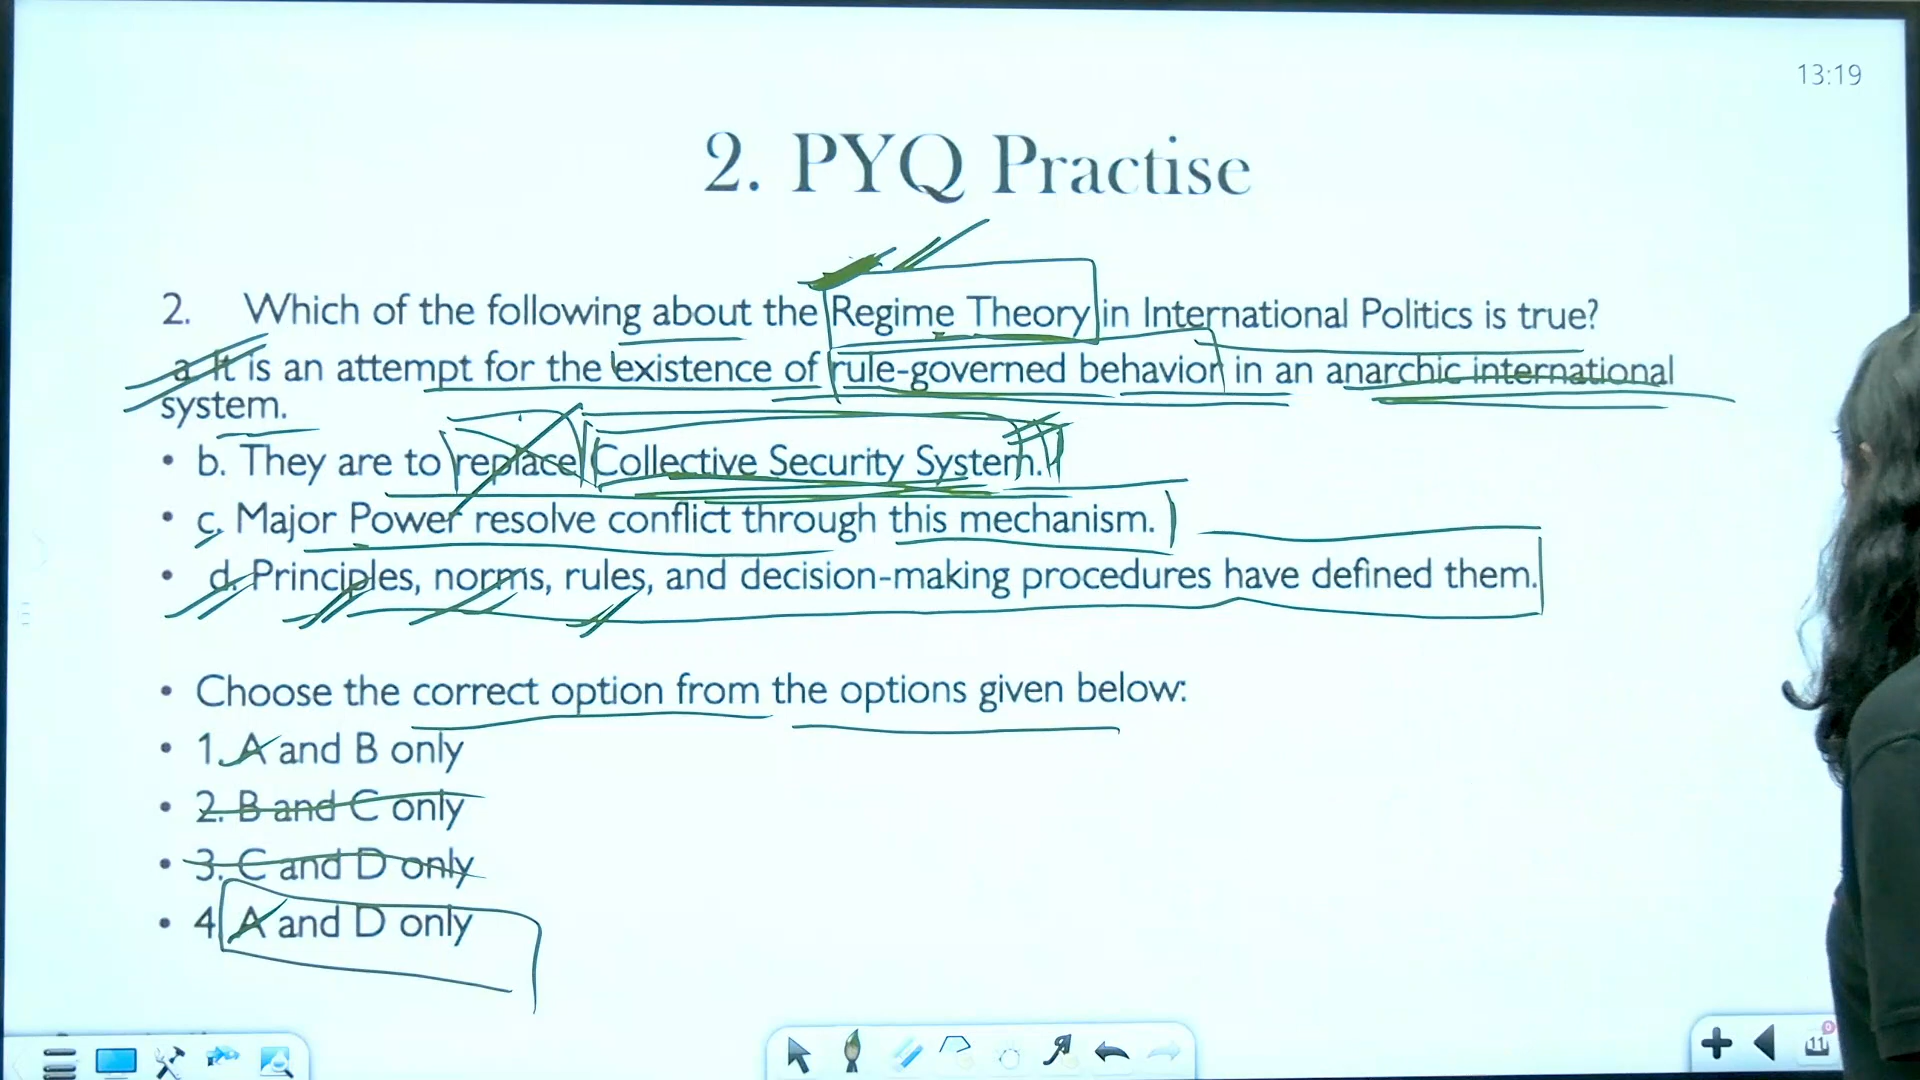 13:19
2. PYQ Practise
2. Which of the following about the Regime Theory in International Politics is true?
a. It is an attempt for the existence of rule-governed behavior in an anarchic international
system.
• b. They are to replace Collective Security System.
• c. Major Power resolve conflict through this mechanism.
• d. Principles, norms, rules, and decision-making procedures have defined them.
• Choose the correct option from the options given below:
• 1. A and B only
• 2. B and C only
• 3. C and D only
• 4. A and D only
11